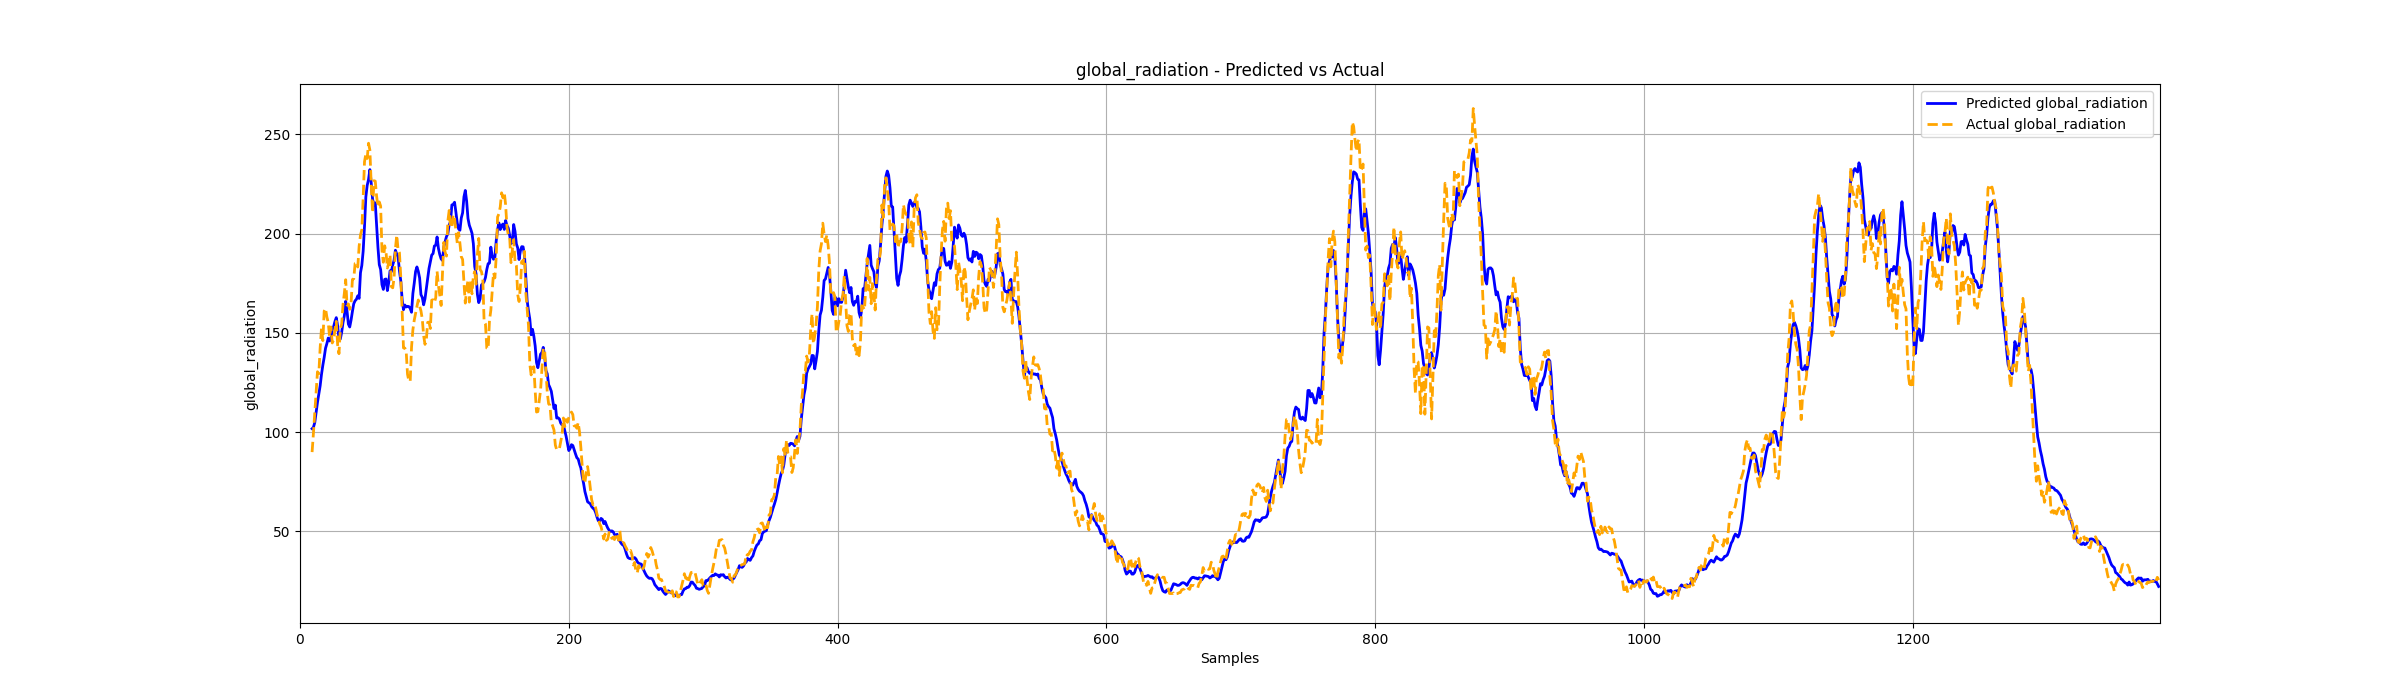 global_radiation - Predicted vs Actual
Predicted global_radiation
Actual global_radiation
global_radiation
250
200
150
100
50
0
200
400
600
800
1000
1200
Samples